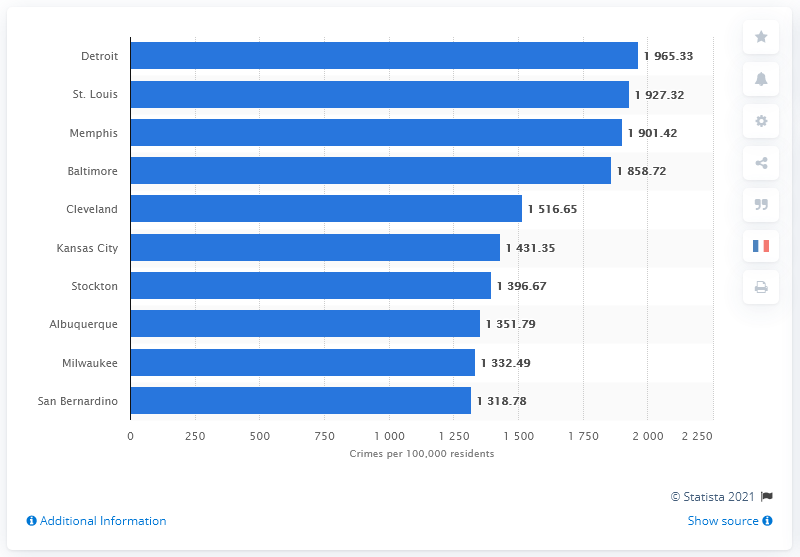 Detroit 1 965.33
St. Louis 1 927.32
Memphis 1 901.42
Baltimore 1 858.72
Cleveland 1 516.65
Kansas City 1 431.35
Stockton 1 396.67
Albuquerque 1 351.79
Milwaukee 1 332.49
San Bernardino 1 318.78
0 250 500 750 1 000 1 250 1 500 1 750 2 000 2 250
Crimes per 100,000 residents
© Statista 2021
Additional Information Show source